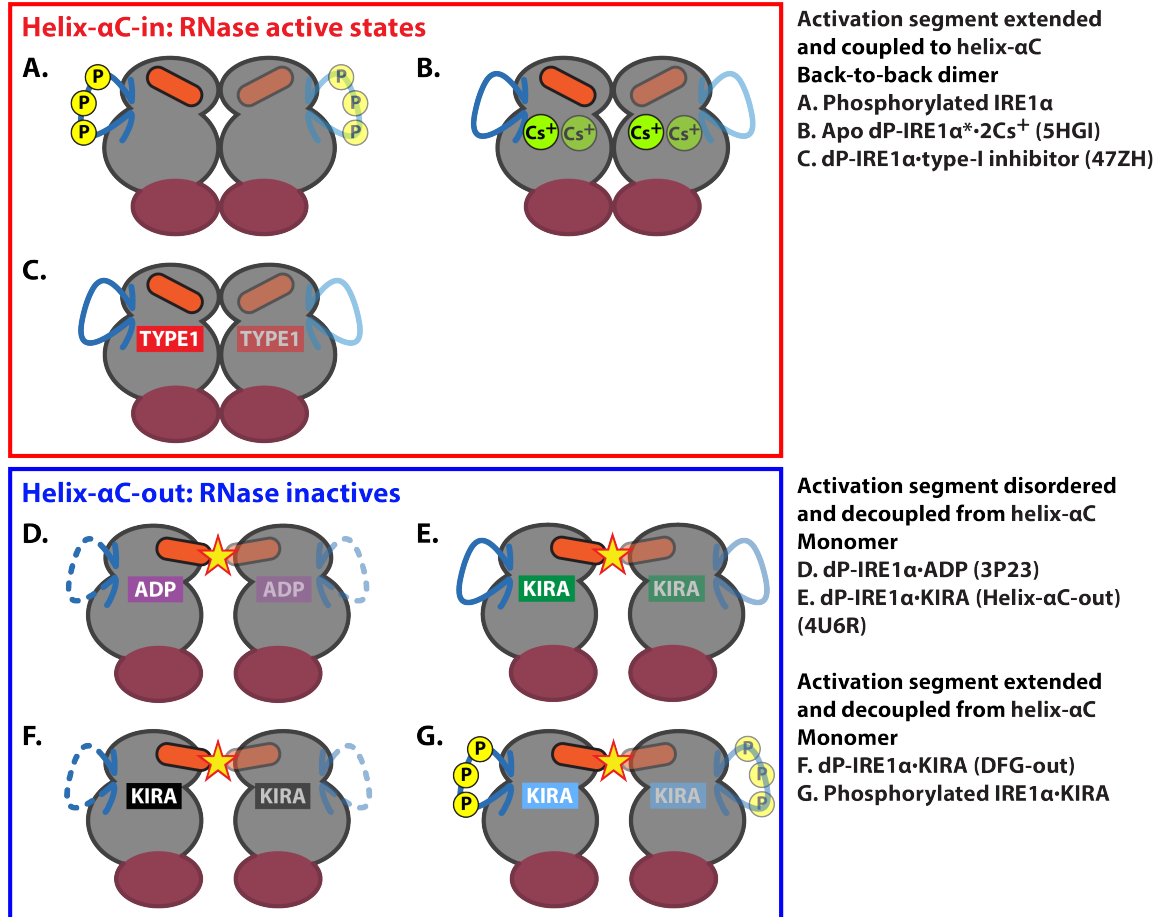 Helix-αC-in: RNase active states
A.
P
P
P
P
P
P
B.
Cs+
Cs+
Cs+
Cs+
C.
TYPE1
TYPE1
Activation segment extended
and coupled to helix-αC
Back-to-back dimer
A. Phosphorylated IRE1α
B. Apo dP-IRE1α*·2Cs+ (5HGI)
C. dP-IRE1α·type-I inhibitor (47ZH)
Helix-αC-out: RNase inactives
D.
ADP
ADP
E.
KIRA
KIRA
F.
KIRA
KIRA
G.
P
P
P
KIRA
KIRA
P
P
P
Activation segment disordered
and decoupled from helix-αC
Monomer
D. dP-IRE1α·ADP (3P23)
E. dP-IRE1α·KIRA (Helix-αC-out)
(4U6R)
Activation segment extended
and decoupled from helix-αC
Monomer
F. dP-IRE1α·KIRA (DFG-out)
G. Phosphorylated IRE1α·KIRA